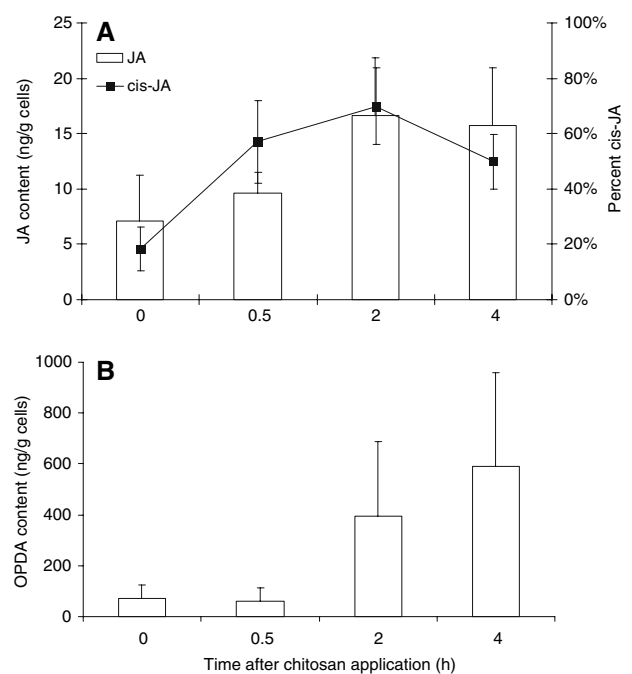 A
JA
cis-JA
JA content (ng/g cells)
25
20
15
10
5
0
100%
80%
60%
40%
20%
0%
Percent cis-JA
0 0.5 2 4
B
OPDA content (ng/g cells)
1000
800
600
400
200
0
0 0.5 2 4
Time after chitosan application (h)